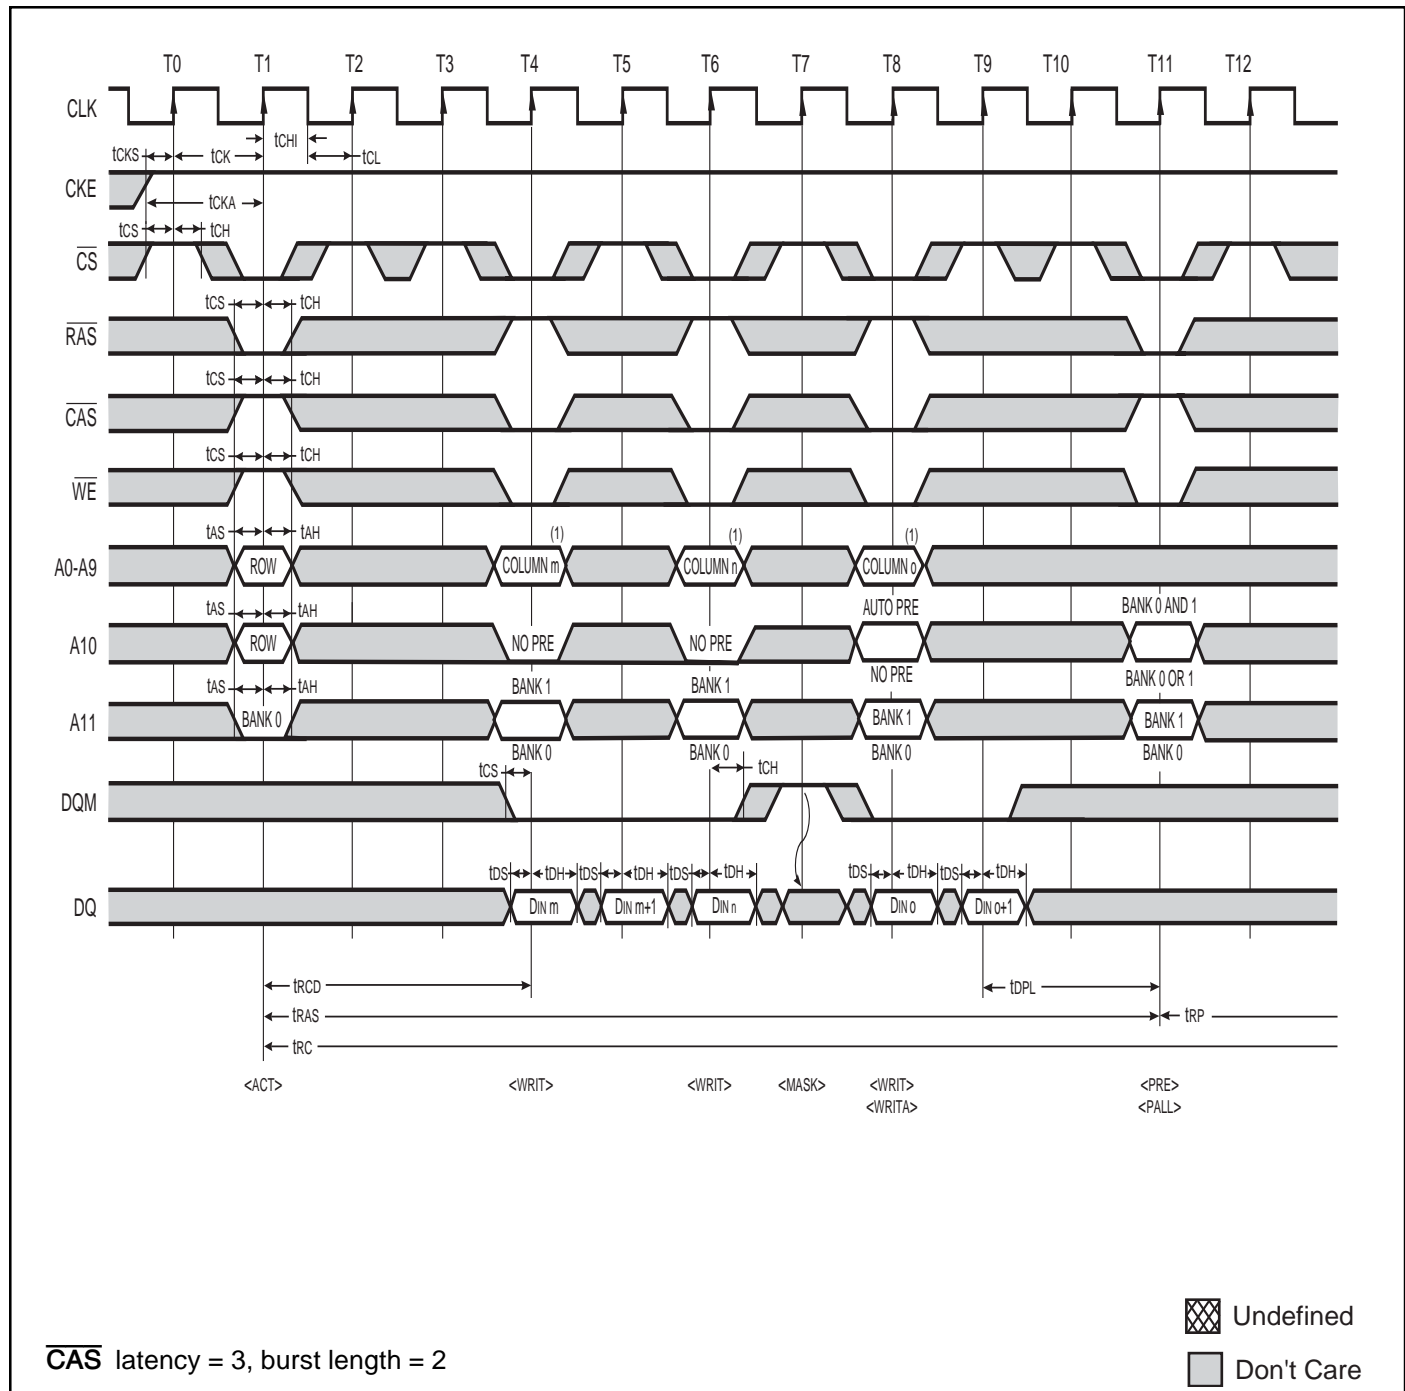 T0 T1 T2 T3 T4 T5 T6 T7 T8 T9 T10 T11 T12
CLK
tCHI
tCKS tCK tCL
CKE
tCKA
tCS tCH
CS
tCS tCH
RAS
tCS tCH
CAS
tCS tCH
WE
tAS tAH (1) (1) (1)
A0-A9 ROW COLUMN m COLUMN n COLUMN o
tAS tAH AUTO PRE BANK 0 AND 1
A10 ROW NO PRE NO PRE
NO PRE BANK 0 OR 1
tAS tAH BANK 1 BANK 1
A11 BANK 0 BANK 1 BANK 1
BANK 0 BANK 0 BANK 0 BANK 0
tCS tCH
DQM
tDS tDH tDS tDH tDS tDH tDS tDH tDS tDH
DQ DIN m DIN m+1 DIN n DIN o DIN o+1
tRCD tDPL
tRAS tRP
tRC
<ACT> <WRIT> <WRIT> <MASK> <WRIT> <PRE>
<WRITA> <PALL>
Undefined
CAS latency = 3, burst length = 2
Don't Care